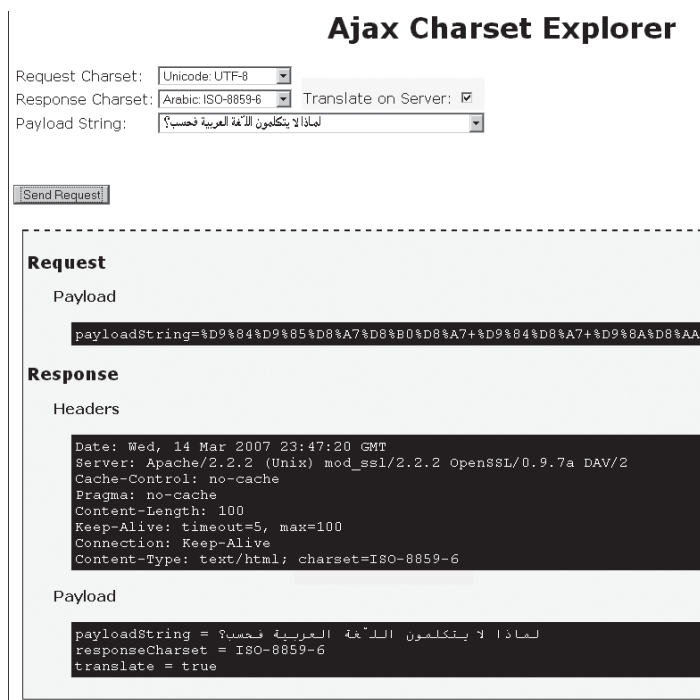 Ajax Charset Explorer
Request Charset: Unicode: UTF-8
Response Charset: Arabic: ISO-8859-6 Translate on Server:
Payload String: لماذا لا يتكلمون اللّغة العربية فحسب؟
Send Request
Request
Payload
payloadString=%D9%84%D9%85%D8%A7%D8%B0%D8%A7+%D9%84%D8%A7+%D9%8A%D8%AA
Response
Headers
Date: Wed, 14 Mar 2007 23:47:20 GMT
Server: Apache/2.2.2 (Unix) mod_ssl/2.2.2 OpenSSL/0.9.7a DAV/2
Cache-Control: no-cache
Pragma: no-cache
Content-Length: 100
Keep-Alive: timeout=5, max=100
Connection: Keep-Alive
Content-Type: text/html; charset=ISO-8859-6
Payload
payloadString = لماذا لا يتكلمون اللّغة العربية فحسب؟
responseCharset = ISO-8859-6
translate = true